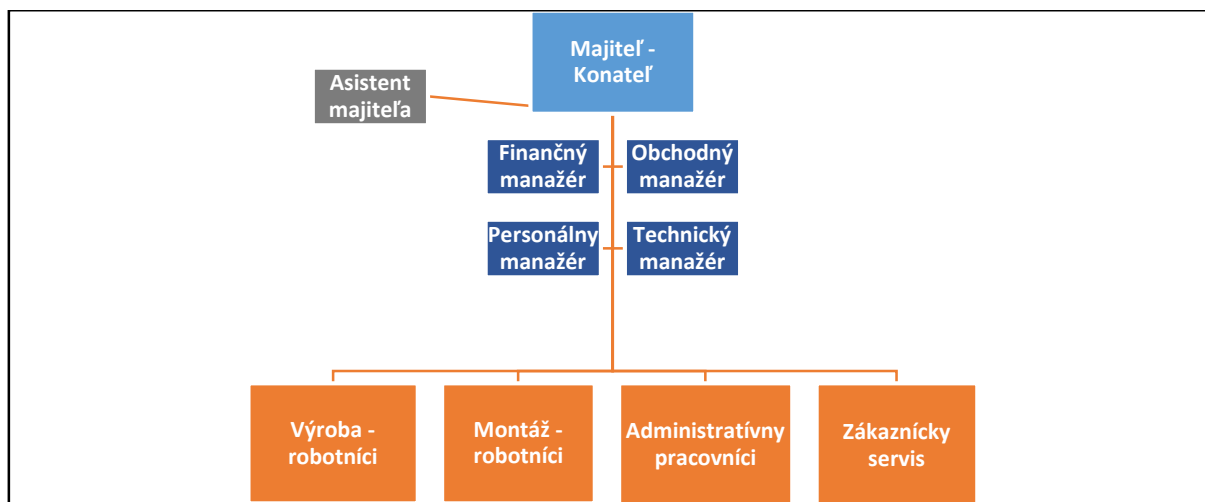 Majiteľ -
Konateľ
Asistent
majiteľa
Finančný
manažér
Obchodný
manažér
Personálny
manažér
Technický
manažér
Výroba -
robotníci
Montáž -
robotníci
Administratívny
pracovníci
Zákaznícky
servis